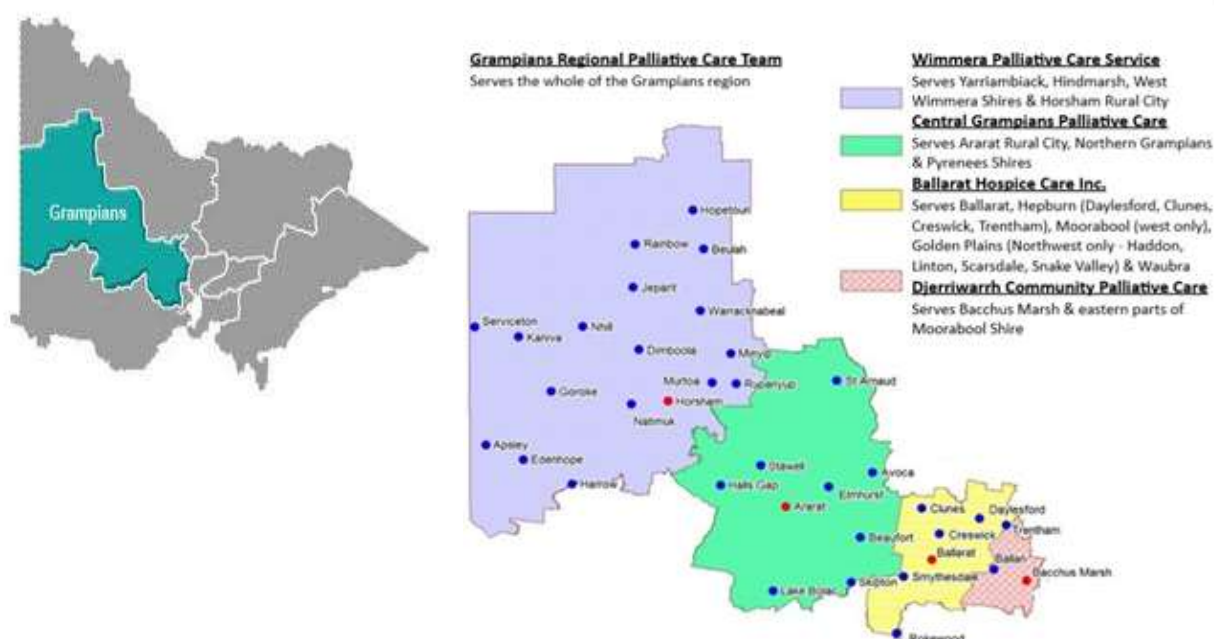 Grampians
Grampians Regional Palliative Care Team
Serves the whole of the Grampians region
Wimmera Palliative Care Service
Serves Yarriambiack, Hindmarsh, West
Wimmera Shires & Horsham Rural City
Central Grampians Palliative Care
Serves Ararat Rural City, Northern Grampians
& Pyrenees Shires
Ballarat Hospice Care Inc.
Serves Ballarat, Hepburn (Daylesford, Clunes,
Creswick, Trentham), Moorabool (west only),
Golden Plains (Northwest only - Haddon,
Linton, Scarsdale, Snake Valley) & Waubra
Djerriwarrh Community Palliative Care
Serves Bacchus Marsh & eastern parts of
Moorabool Shire
Hopetoun
Rainbow
Beulah
Jeparit
Warracknabeal
Serviceton
Nhill
Kaniva
Dimboola
Minyip
Murtoa
Rupanyup
St Arnaud
Goroke
Horsham
Natimuk
Apsley
Edenhope
Stawell
Avoca
Harrow
Halls Gap
Elmhurst
Ararat
Clunes
Daylesford
Trentham
Creswick
Beaufort
Ballarat
Ballan
Smythesdale
Bacchus Marsh
Skipton
Lake Bolac
Rokewood